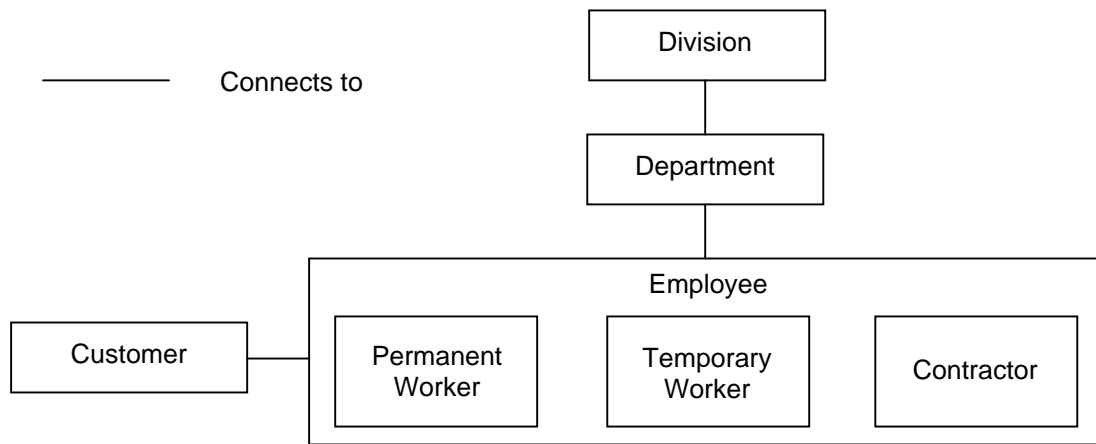 Division
Connects to
Department
Employee
Customer
Permanent
Worker
Temporary
Worker
Contractor